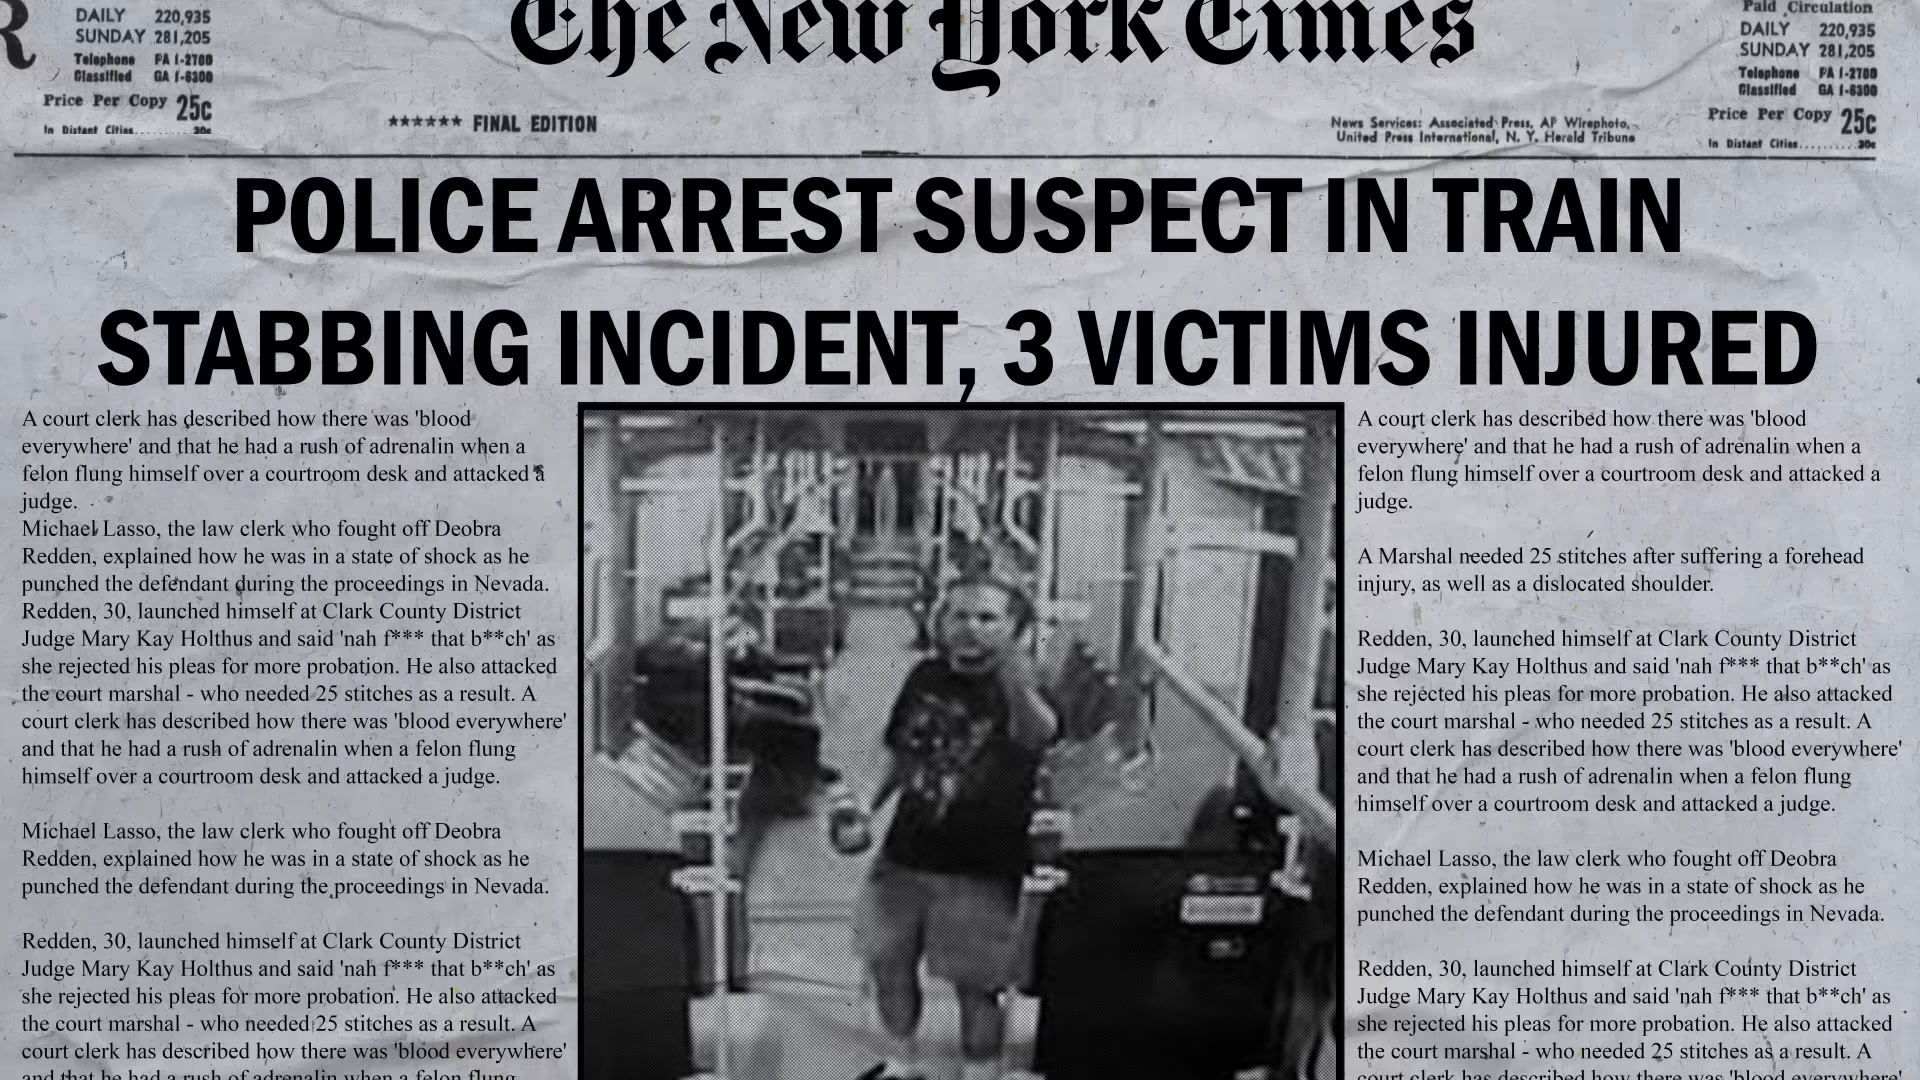 R
DAILY 220,935
SUNDAY 281,205
Telephone FA 1-2700
Classified GA 1-6300
Price Per Copy 25c
In Distant Cities.......... 30c
The New York Times
****** FINAL EDITION
News Services: Associated Press, AP Wirephoto,
United Press International, N. Y. Herald Tribune
Paid Circulation
DAILY 220,935
SUNDAY 281,205
Telephone FA 1-2700
Classified GA 1-6300
Price Per Copy 25c
In Distant Cities.......... 30c
POLICE ARREST SUSPECT IN TRAIN
STABBING INCIDENT, 3 VICTIMS INJURED
A court clerk has described how there was 'blood
everywhere' and that he had a rush of adrenalin when a
felon flung himself over a courtroom desk and attacked a
judge.
Michael Lasso, the law clerk who fought off Deobra
Redden, explained how he was in a state of shock as he
punched the defendant during the proceedings in Nevada.
Redden, 30, launched himself at Clark County District
Judge Mary Kay Holthus and said 'nah f*** that b**ch' as
she rejected his pleas for more probation. He also attacked
the court marshal - who needed 25 stitches as a result. A
court clerk has described how there was 'blood everywhere'
and that he had a rush of adrenalin when a felon flung
himself over a courtroom desk and attacked a judge.
Michael Lasso, the law clerk who fought off Deobra
Redden, explained how he was in a state of shock as he
punched the defendant during the proceedings in Nevada.
Redden, 30, launched himself at Clark County District
Judge Mary Kay Holthus and said 'nah f*** that b**ch' as
she rejected his pleas for more probation. He also attacked
the court marshal - who needed 25 stitches as a result. A
court clerk has described how there was 'blood everywhere'
and that he had a rush of adrenalin when a felon flung
A court clerk has described how there was 'blood
everywhere' and that he had a rush of adrenalin when a
felon flung himself over a courtroom desk and attacked a
judge.
A Marshal needed 25 stitches after suffering a forehead
injury, as well as a dislocated shoulder.
Redden, 30, launched himself at Clark County District
Judge Mary Kay Holthus and said 'nah f*** that b**ch' as
she rejected his pleas for more probation. He also attacked
the court marshal - who needed 25 stitches as a result. A
court clerk has described how there was 'blood everywhere'
and that he had a rush of adrenalin when a felon flung
himself over a courtroom desk and attacked a judge.
Michael Lasso, the law clerk who fought off Deobra
Redden, explained how he was in a state of shock as he
punched the defendant during the proceedings in Nevada.
Redden, 30, launched himself at Clark County District
Judge Mary Kay Holthus and said 'nah f*** that b**ch' as
she rejected his pleas for more probation. He also attacked
the court marshal - who needed 25 stitches as a result. A
court clerk has described how there was 'blood everywhere'